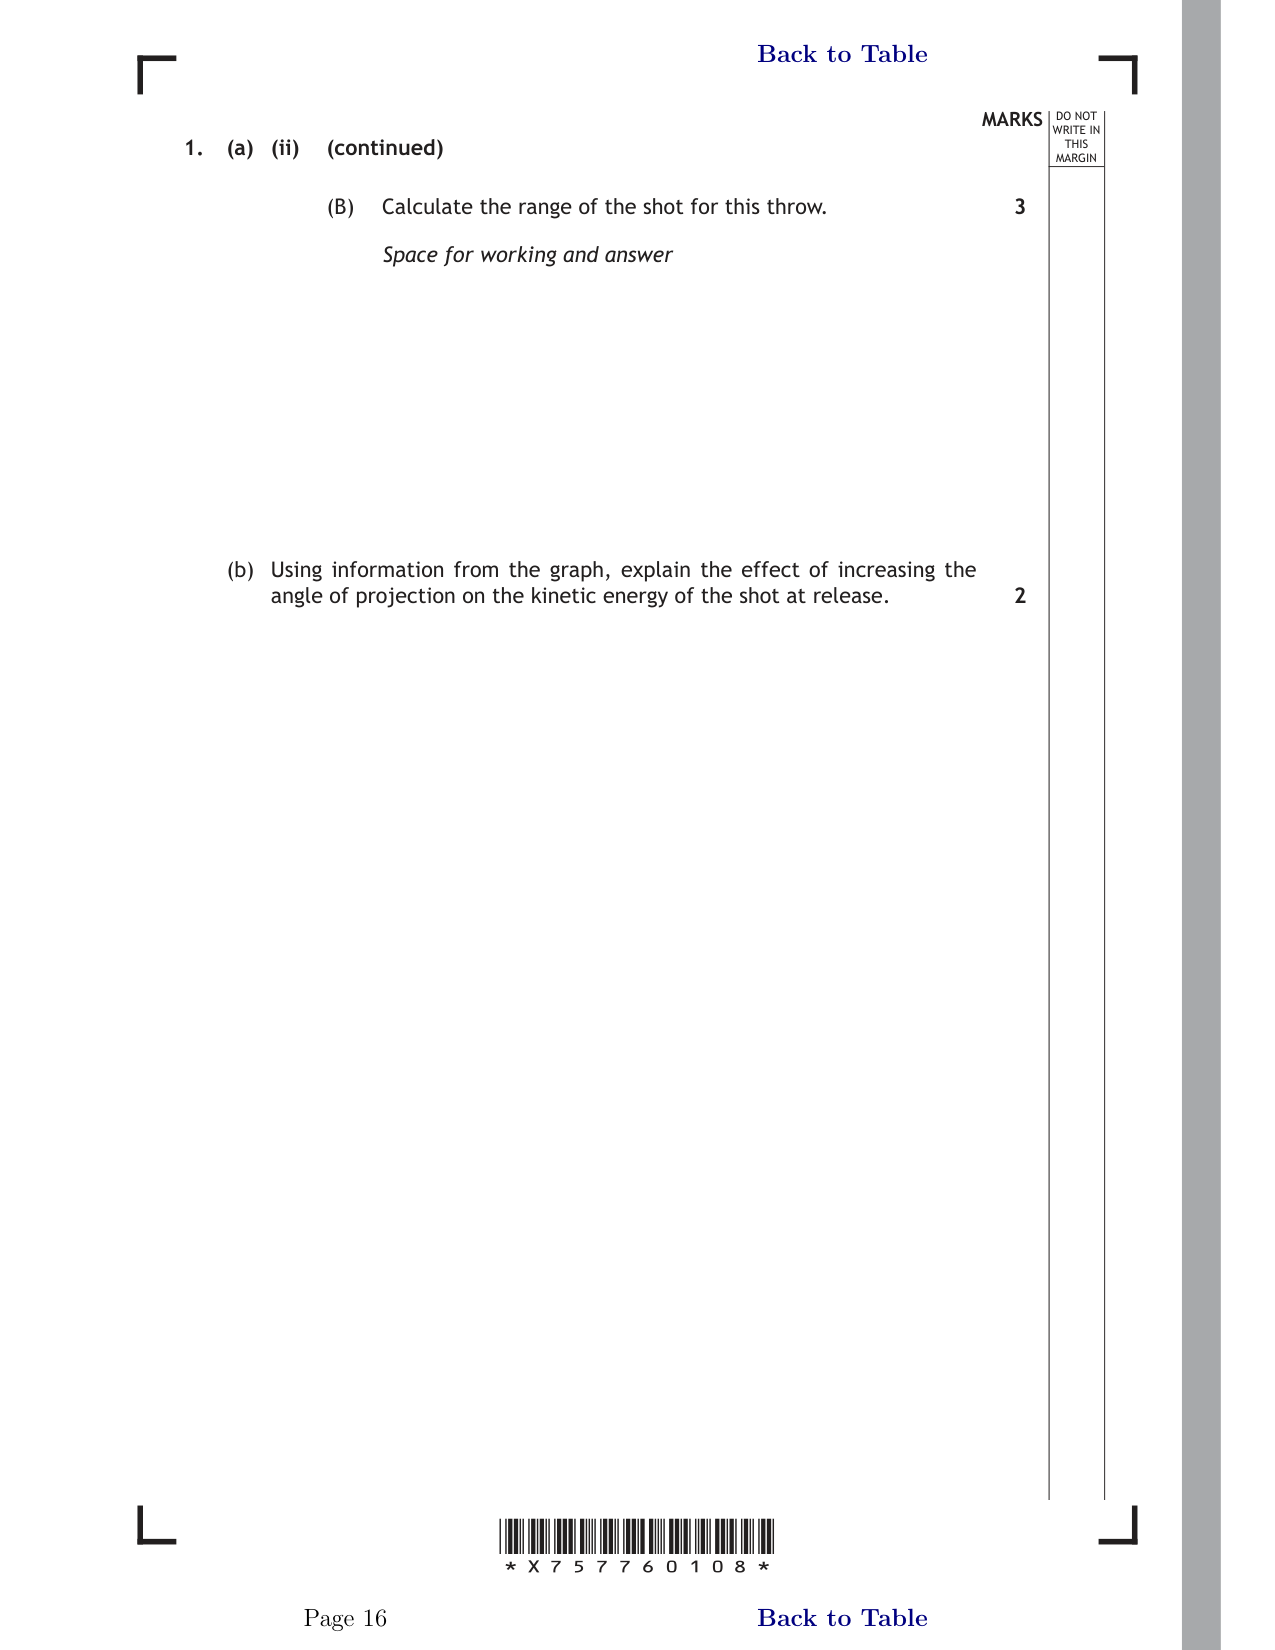 Back to Table
MARKS
DO NOT
WRITE IN
THIS
MARGIN
1. (a) (ii) (continued)
(B) Calculate the range of the shot for this throw. 3
Space for working and answer
(b) Using information from the graph, explain the effect of increasing the
angle of projection on the kinetic energy of the shot at release. 2
*X757760108*
Page 16
Back to Table